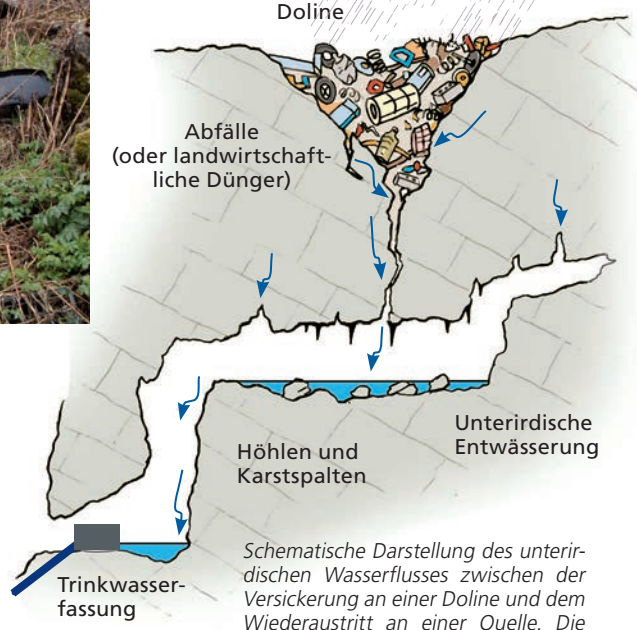 Doline
Abfälle
(oder landwirtschaft-
liche Dünger)
Höhlen und
Karstspalten
Unterirdische
Entwässerung
Trinkwasser-
fassung
Schematische Darstellung des unterir-
dischen Wasserflusses zwischen der
Versickerung an einer Doline und dem
Wiederaustritt an einer Quelle. Die